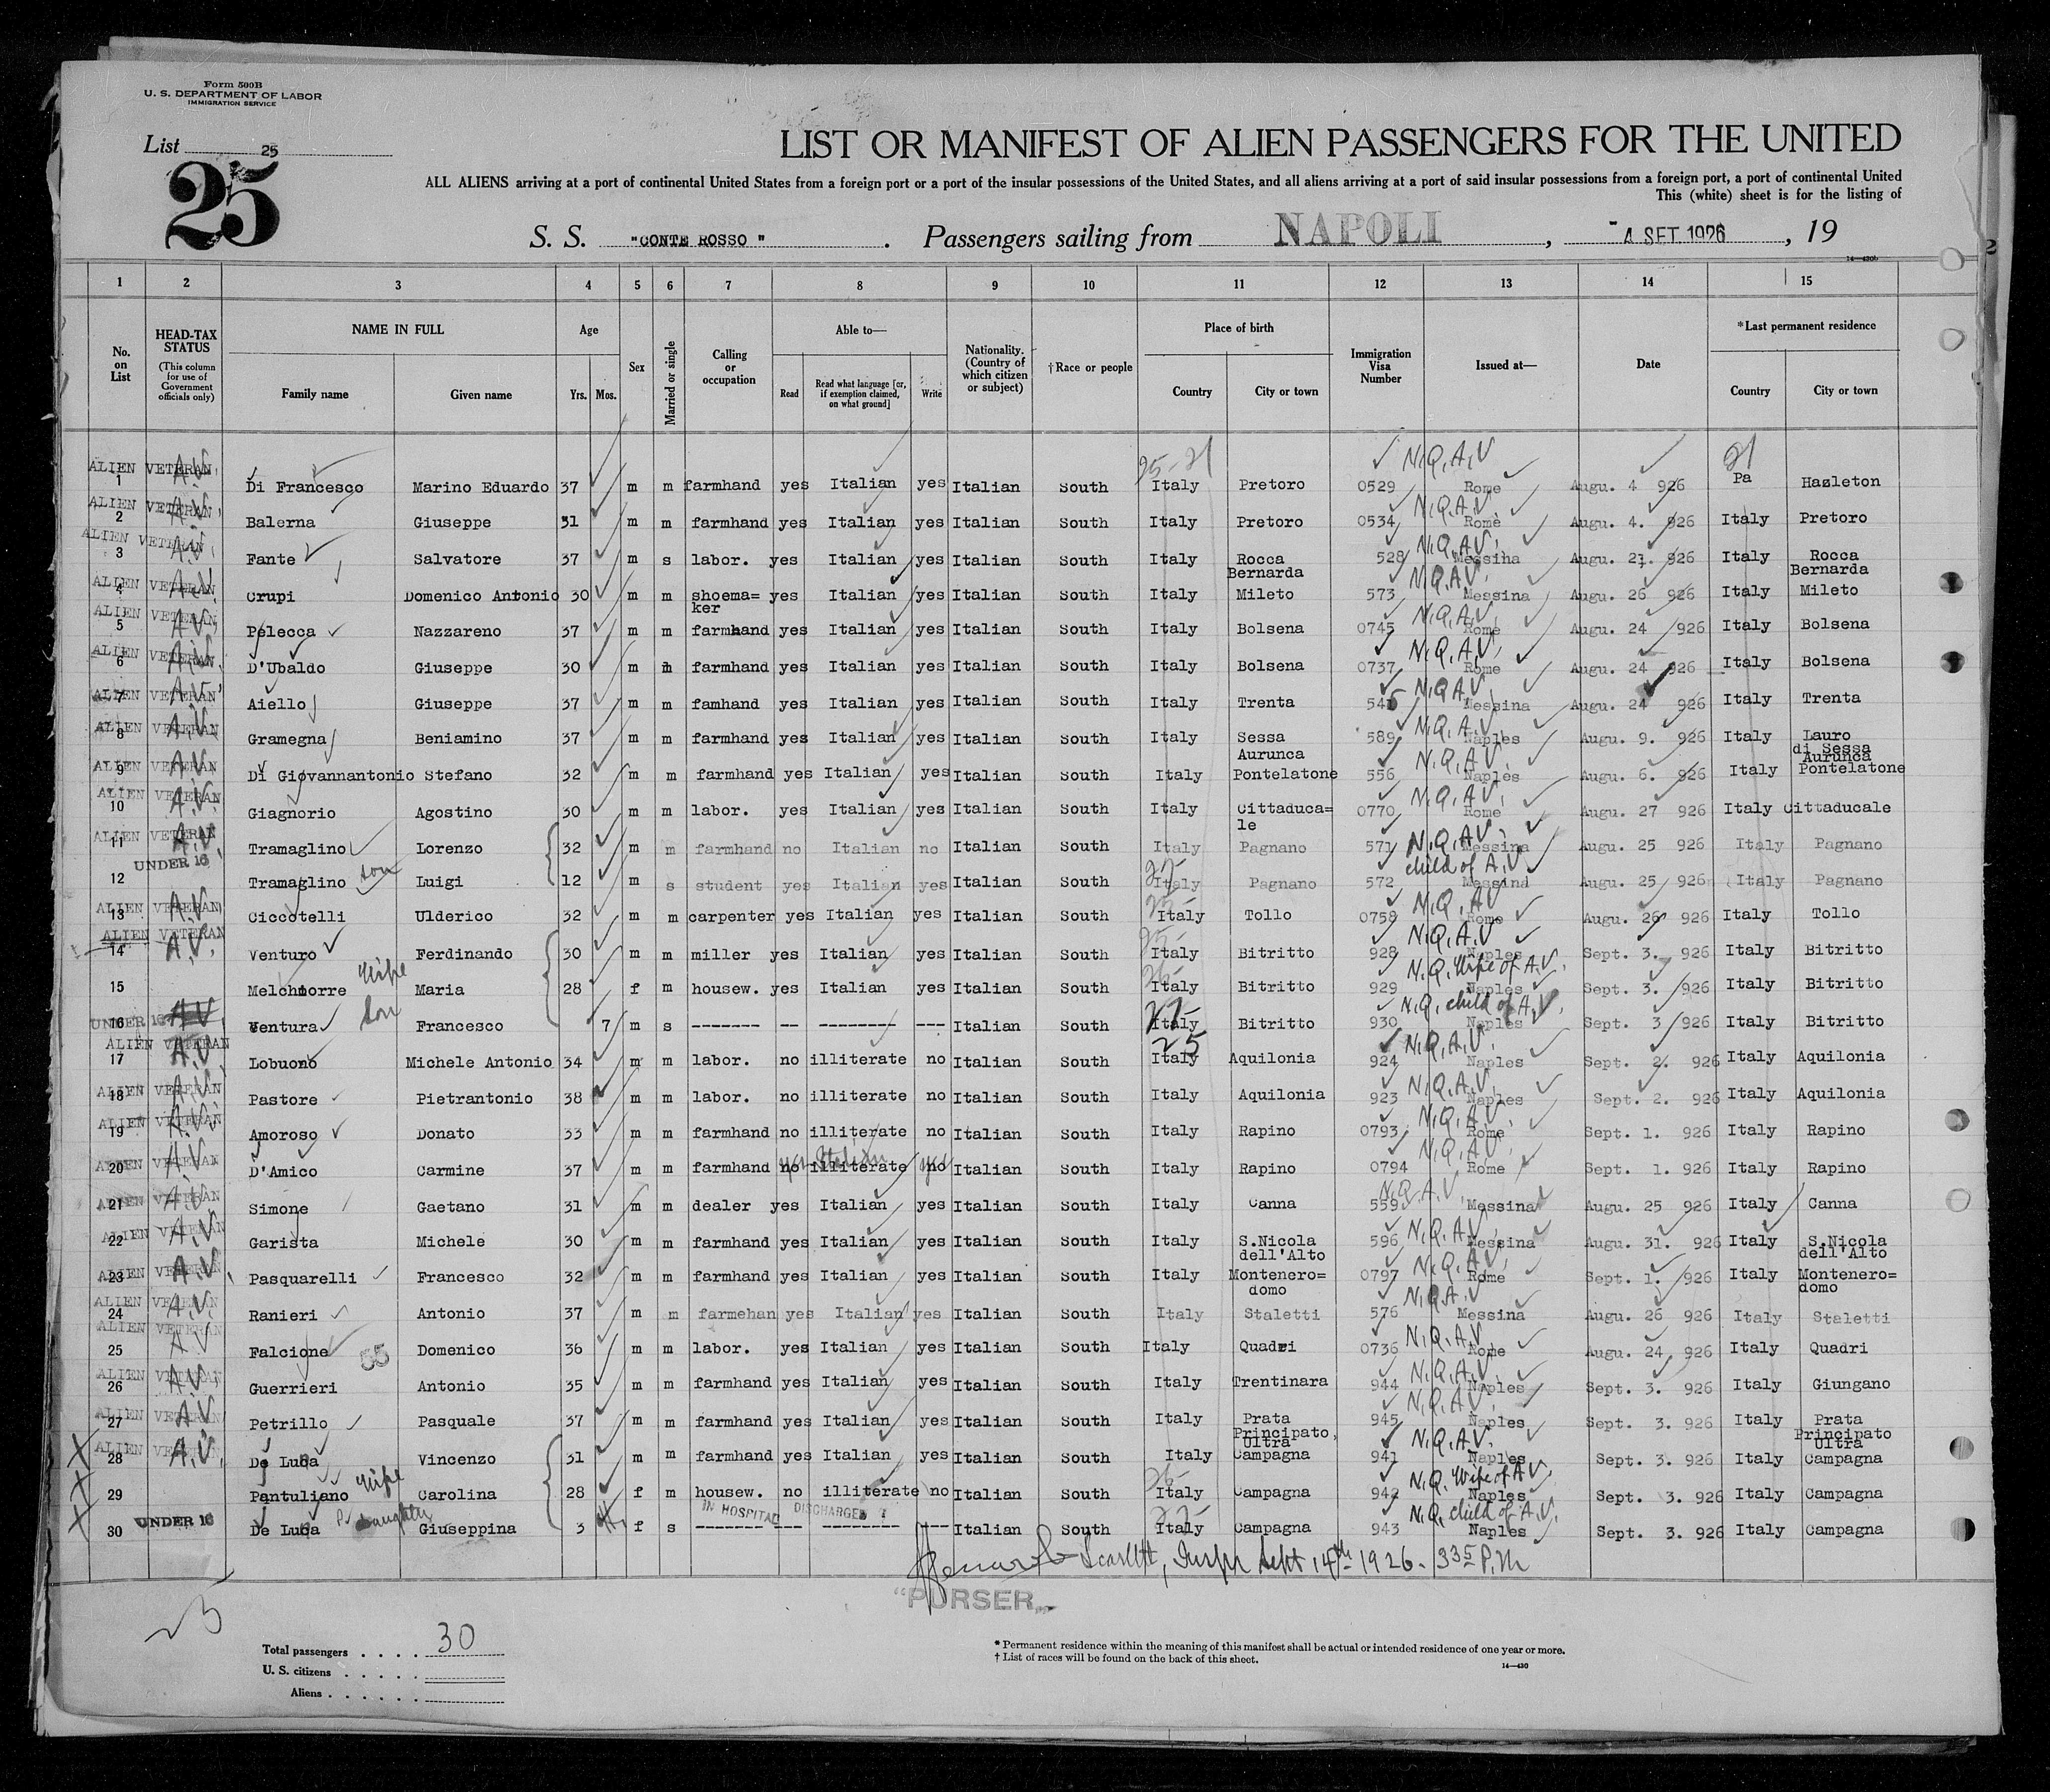 Form 500B
U. S. DEPARTMENT OF LABOR
IMMIGRATION SERVICE
List 25
25
LIST OR MANIFEST OF ALIEN PASSENGERS FOR THE UNITED
ALL ALIENS arriving at a port of continental United States from a foreign port or a port of the insular possessions of the United States, and all aliens arriving at a port of said insular possessions from a foreign port, a port of continental United
This (white) sheet is for the listing of
S. S. "CONTE ROSSO" . Passengers sailing from NAPOLI , 4 SET 1926 , 19
14—430b
1 2 3 4 5 6 7 8 9 10 11 12 13 14 15
No. on List
HEAD-TAX STATUS (This column for use of Government officials only)
NAME IN FULL Family name Given name
Age Yrs. Mos.
Sex
Married or single
Calling or occupation
Able to— Read Read what language [or, if exemption claimed, on what ground] Write
Nationality. (Country of which citizen or subject)
†Race or people
Place of birth Country City or town
Immigration Visa Number
Issued at—
Date
*Last permanent residence Country City or town
25-21 N.Q.A.V 21
ALIEN VETERAN A.V.
1 Di Francesco Marino Eduardo 37 m m farmhand yes Italian yes Italian South Italy Pretoro 0529 Rome Augu. 4 926 Pa Hazleton
ALIEN VETERAN A.V. N.Q.A.V
2 Balerna Giuseppe 31 m m farmhand yes Italian yes Italian South Italy Pretoro 0534 Rome Augu. 4. 926 Italy Pretoro
ALIEN VETERAN A.V. N.Q.A.V.
3 Fante Salvatore 37 m s labor. yes Italian yes Italian South Italy Rocca Bernarda 528 Messina Augu. 21. 926 Italy Rocca Bernarda
ALIEN VETERAN A.V. N.Q.A.V.
4 Crupi Domenico Antonio 30 m m shoema=ker yes Italian yes Italian South Italy Mileto 573 Messina Augu. 26 926 Italy Mileto
ALIEN VETERAN A.V. N.Q.A.V.
5 Pelecca Nazzareno 37 m m farmhand yes Italian yes Italian South Italy Bolsena 0745 Rome Augu. 24 926 Italy Bolsena
ALIEN VETERAN A.V. N.Q.A.V.
6 D'Ubaldo Giuseppe 30 m m farmhand yes Italian yes Italian South Italy Bolsena 0737 Rome Augu. 24 926 Italy Bolsena
ALIEN VETERAN A.V. N.Q.A.V.
7 Aiello Giuseppe 37 m m famhand yes Italian yes Italian South Italy Trenta Messina Augu. 24 926 Italy Trenta
ALIEN VETERAN A.V. N.Q.A.V.
8 Gramegna Beniamino 37 m m farmhand yes Italian yes Italian South Italy Sessa Aurunca 589 Naples Augu. 9. 926 Italy Lauro di Sessa Aurunca
ALIEN VETERAN A.V. N.Q.A.V
9 Di Giovannantonio Stefano 32 m m farmhand yes Italian yes Italian South Italy Pontelatone 556 Naples Augu. 6. 926 Italy Pontelatone
ALIEN VETERAN A.V. N.Q.A.V.
10 Giagnorio Agostino 30 m m labor. yes Italian yes Italian South Italy Cittaduca=le 0770 Rome Augu. 27 926 Italy Cittaducale
ALIEN VETERAN A.V. N.Q.A.V.
11 Tramaglino Lorenzo 32 m m farmhand no Italian no Italian South Italy Pagnano 571 Messina Augu. 25 926 Italy Pagnano
UNDER 16 son child of A.V
12 Tramaglino Luigi 12 m s student yes Italian yes Italian South Italy Pagnano 572 Messina Augu. 25 926 Italy Pagnano
ALIEN VETERAN A.V. N.Q.A.V
13 Ciccotelli Ulderico 32 m m carpenter yes Italian yes Italian South Italy Tollo 0758 Rome Augu. 26 926 Italy Tollo
ALIEN VETERAN A.V. 25- N.Q.A.V
14 Venturo Ferdinando 30 m m miller yes Italian yes Italian South Italy Bitritto 928 Naples Sept. 3. 926 Italy Bitritto
Wife N.Q. Wife of A.V.
15 Melchiorre Maria 28 f m housew. yes Italian yes Italian South Italy Bitritto 929 Naples Sept. 3. 926 Italy Bitritto
UNDER 16 A.V. son N.Q. child of A.V.
16 Ventura Francesco 7 m s ------- -- -------- --- Italian South Italy Bitritto 930 Naples Sept. 3 926 Italy Bitritto
ALIEN VETERAN A.V. 25 N.Q.A.V.
17 Lobuono Michele Antonio 34 m m labor. no illiterate no Italian South Italy Aquilonia 924 Naples Sept. 2. 926 Italy Aquilonia
ALIEN VETERAN A.V. N.Q.A.V.
18 Pastore Pietrantonio 38 m m labor. no illiterate no Italian South Italy Aquilonia 923 Naples Sept. 2. 926 Italy Aquilonia
ALIEN VETERAN A.V. N.Q.A.V.
19 Amoroso Donato 33 m m farmhand no illiterate no Italian South Italy Rapino 0793 Rome Sept. 1. 926 Italy Rapino
ALIEN VETERAN A.V yes Italian yes N.Q.A.V.
20 D'Amico Carmine 37 m m farmhand no illiterate no Italian South Italy Rapino 0794 Rome Sept. 1. 926 Italy Rapino
ALIEN VETERAN A.V. N.Q.A.V.
21 Simone Gaetano 31 m m dealer yes Italian yes Italian South Italy Canna 559 Messina Augu. 25 926 Italy Canna
ALIEN VETERAN A.V N.Q.A.V.
22 Garista Michele 30 m m farmhand yes Italian yes Italian South Italy S.Nicola dell'Alto 596 Messina Augu. 31. 926 Italy S.Nicola dell'Alto
ALIEN VETERAN A.V. N.Q.A.V.
23 Pasquarelli Francesco 32 m m farmhand yes Italian yes Italian South Italy Montenero=domo 0797 Rome Sept. 1. 926 Italy Montenero=domo
ALIEN VETERAN A.V. N.Q.A.V
24 Ranieri Antonio 37 m m farmehan yes Italian yes Italian South Italy Staletti 576 Messina Augu. 26 926 Italy Staletti
ALIEN VETERAN A V 55 N.Q.A.V.
25 Falcione Domenico 36 m m labor. yes Italian yes Italian South Italy Quadri 0736 Rome Augu. 24 926 Italy Quadri
ALIEN VETERAN A.V. N.Q.A.V.
26 Guerrieri Antonio 35 m m farmhand yes Italian yes Italian South Italy Trentinara 944 Naples Sept. 3. 926 Italy Giungano
ALIEN VETERAN A.V N.Q.A.V.
27 Petrillo Pasquale 37 m m farmhand yes Italian yes Italian South Italy Prata Principato, Ultra 945 Naples Sept. 3. 926 Italy Prata Principato Ultra
X ALIEN VETERAN A.V. N.Q.A.V.
28 De Luca Vincenzo 31 m m farmhand yes Italian yes Italian South Italy Campagna 941 Naples Sept. 3. 926 Italy Campagna
X Wife N.Q. Wife of A.V.
29 Pantuliano Carolina 28 f m housew. no illiterate no Italian South Italy Campagna 942 Naples Sept. 3. 926 Italy Campagna
X UNDER 16 daughter IN HOSPITAL DISCHARGED N.Q. child of A.V.
30 De Luca Giuseppina 3 f s ------- --- -------- --- Italian South Italy Campagna 943 Naples Sept. 3. 926 Italy Campagna
Scarlett, Inspr Sept 14th 1926. 3 35 P.M
"PURSER"
Total passengers . . . . 30
U. S. citizens . . . . .
Aliens . . . . . .
* Permanent residence within the meaning of this manifest shall be actual or intended residence of one year or more.
† List of races will be found on the back of this sheet.
14—430